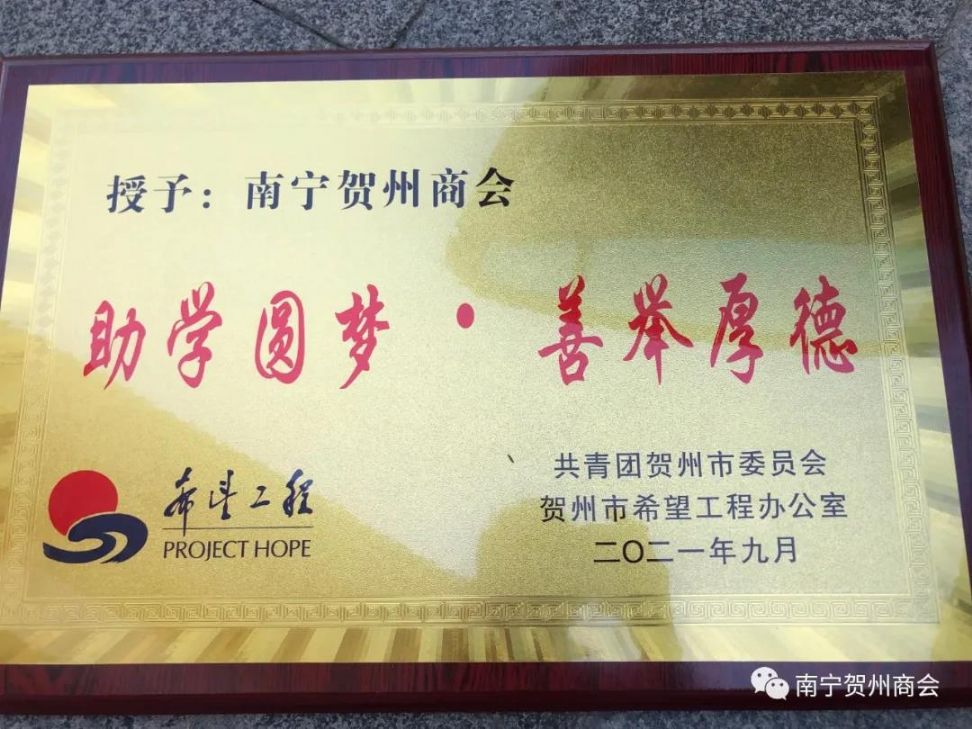 授予：南宁贺州商会
助学圆梦·善举厚德
希望工程
PROJECT HOPE
共青团贺州市委员会
贺州市希望工程办公室
二〇二一年九月
南宁贺州商会